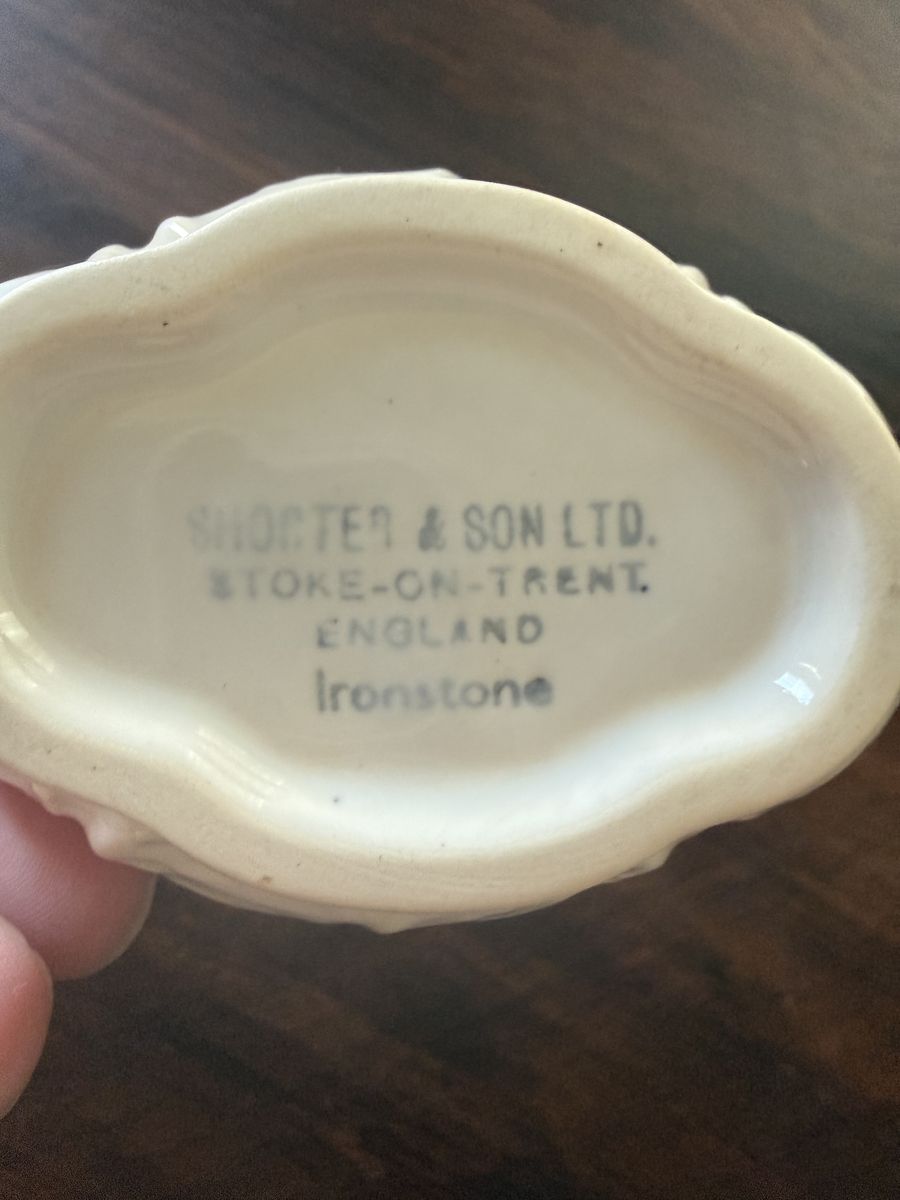 SHORTER & SON LTD.
STOKE-ON-TRENT.
ENGLAND
Ironstone